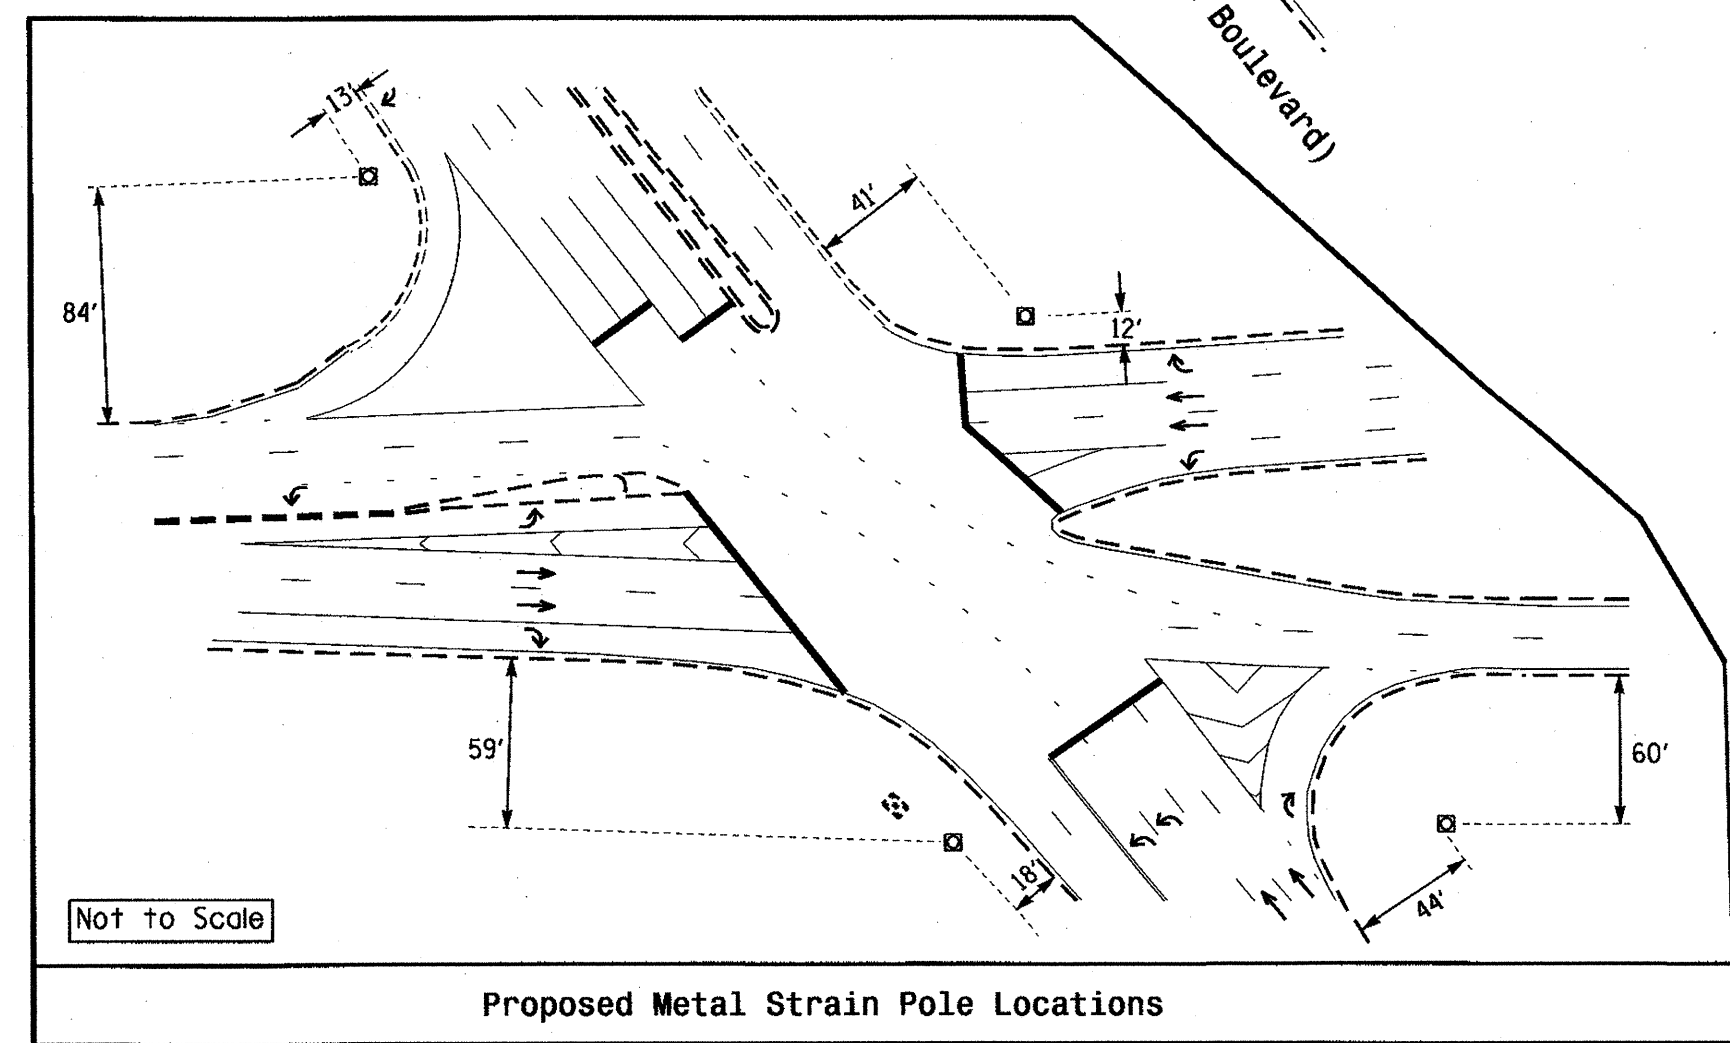 Boulevard)
13'
41'
84'
12'
59'
60'
18'
44'
Not to Scale
Proposed Metal Strain Pole Locations